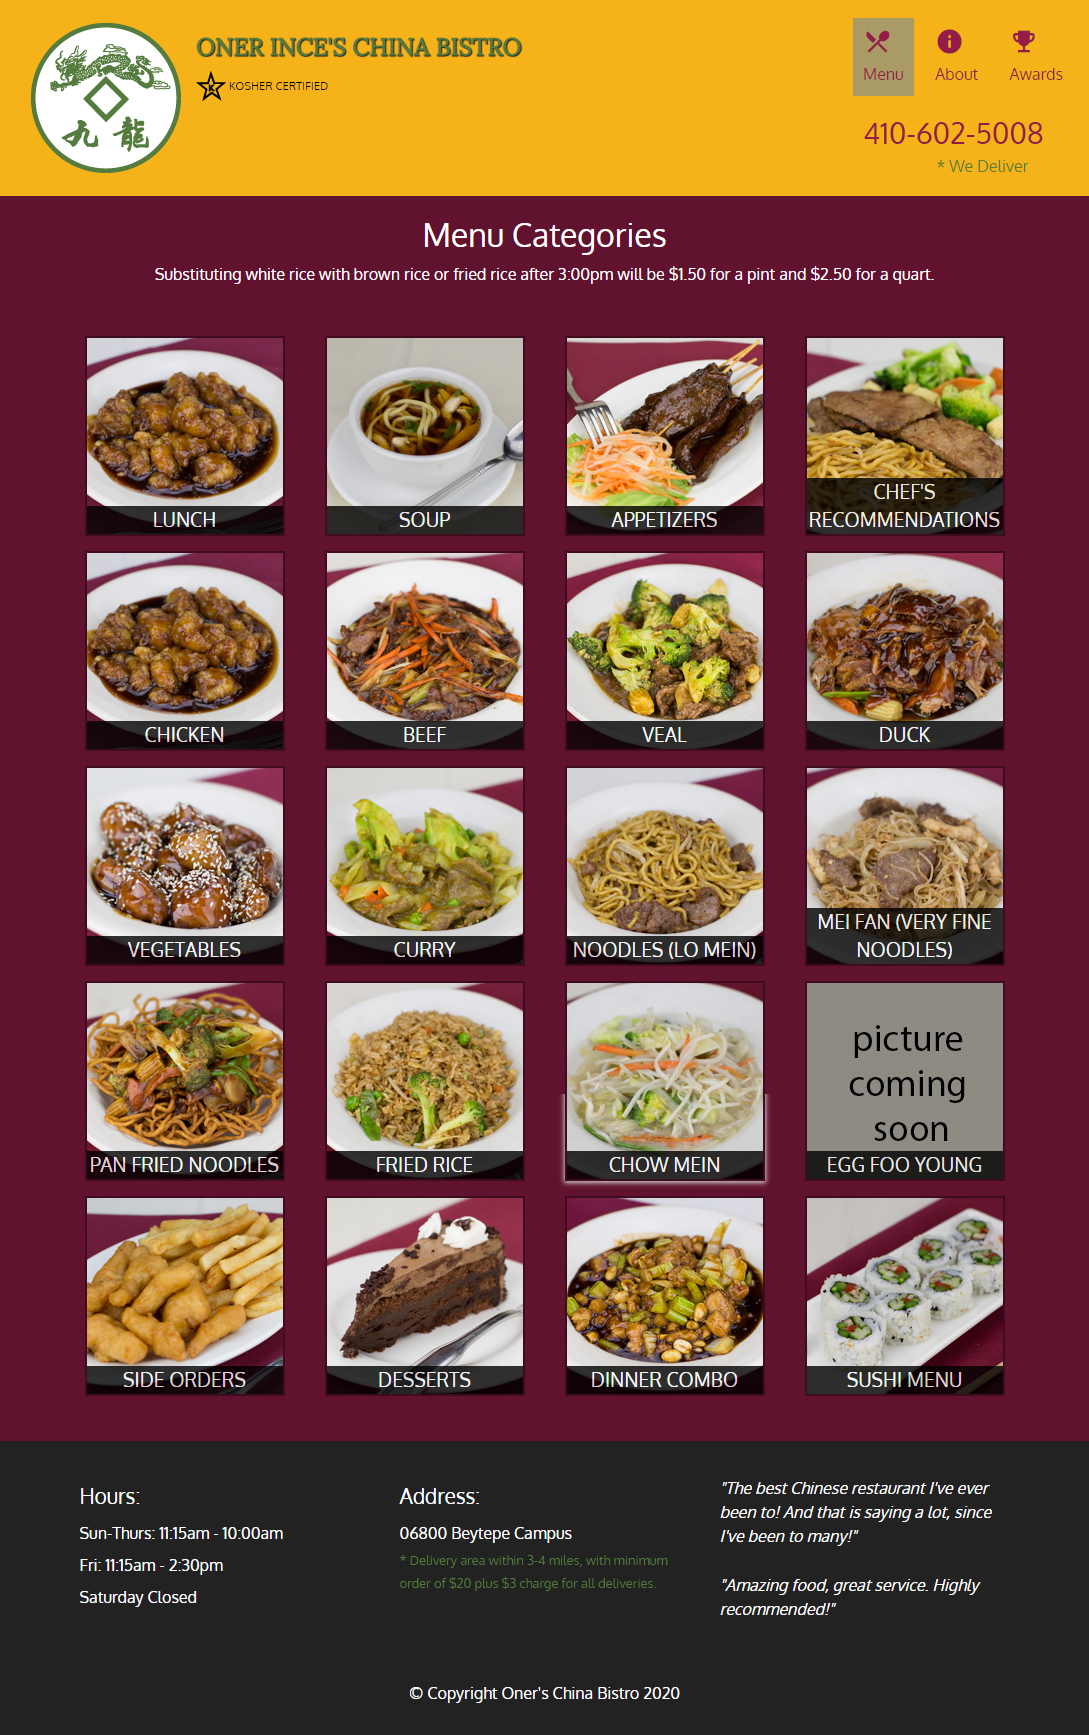 ONER INCE'S CHINA BISTRO
KOSHER CERTIFIED
K
九龍
Menu
About
Awards
410-602-5008
* We Deliver
Menu Categories
Substituting white rice with brown rice or fried rice after 3:00pm will be $1.50 for a pint and $2.50 for a quart.
LUNCH
SOUP
APPETIZERS
CHEF'S
RECOMMENDATIONS
CHICKEN
BEEF
VEAL
DUCK
VEGETABLES
CURRY
NOODLES (LO MEIN)
MEI FAN (VERY FINE
NOODLES)
PAN FRIED NOODLES
FRIED RICE
CHOW MEIN
picture
coming
soon
EGG FOO YOUNG
SIDE ORDERS
DESSERTS
DINNER COMBO
SUSHI MENU
Hours:
Sun-Thurs: 11:15am - 10:00am
Fri: 11:15am - 2:30pm
Saturday Closed
Address:
06800 Beytepe Campus
* Delivery area within 3-4 miles, with minimum
order of $20 plus $3 charge for all deliveries.
"The best Chinese restaurant I've ever
been to! And that is saying a lot, since
I've been to many!"
"Amazing food, great service. Highly
recommended!"
© Copyright Oner's China Bistro 2020